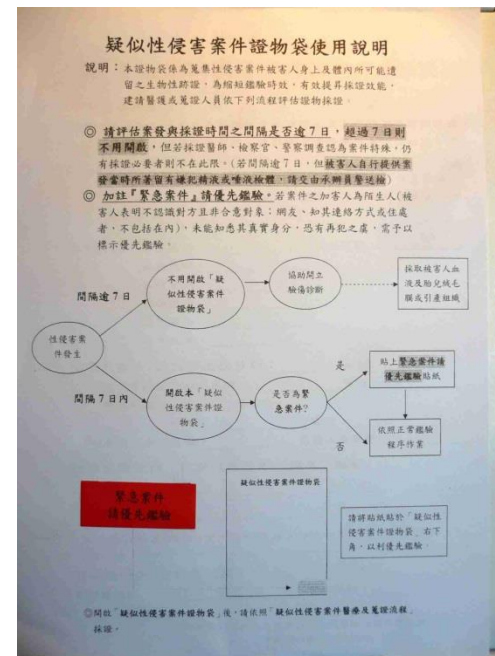 疑似性侵害案件證物袋使用說明
說明：本證物袋係為蒐集性侵害案件被害人身上及體內所可能遺
留之生物性跡證，為縮短鑑驗時效，有效提昇採證效能，
建請醫護或蒐證人員依下列流程評估證物採證。
◎ 請評估案發與採證時間之間隔是否逾 7 日，超過 7 日則
不用開啟，但若採證醫師、檢察官、警察調查認為案件特殊，仍
有採證必要者則不在此限。(若間隔逾 7 日，但被害人自行提供案
發當時所著留有嫌犯精液或唾液檢體，請交由承辦員警送檢)
◎ 加註『緊急案件』請優先鑑驗。若案件之加害人為陌生人(被
害人表明不認識對方且非合意對象；網友、知其連絡方式或住處
者，不包括在內)，未能知悉其真實身分，恐有再犯之虞，需予以
標示優先鑑驗。
間隔逾 7 日
不用開啟「疑
似性侵害案件
證物袋」
協助開立
驗傷診斷
採取被害人血
液及胎兒絨毛
膜或引產組織
性侵害案
件發生
間隔 7 日內
開啟本「疑似
性侵害案件證
物袋」
是否為緊
急案件?
是
貼上緊急案件請
優先鑑驗貼紙
否
依照正常鑑驗
程序作業
緊急案件
請優先鑑驗
疑似性侵害案件證物袋
請將貼紙貼於「疑似性
侵害案件證物袋」右下
角，以利優先鑑驗。
◎開啟「疑似性侵害案件證物袋」後，請依照「疑似性侵害案件醫療及蒐證流程」
採證。